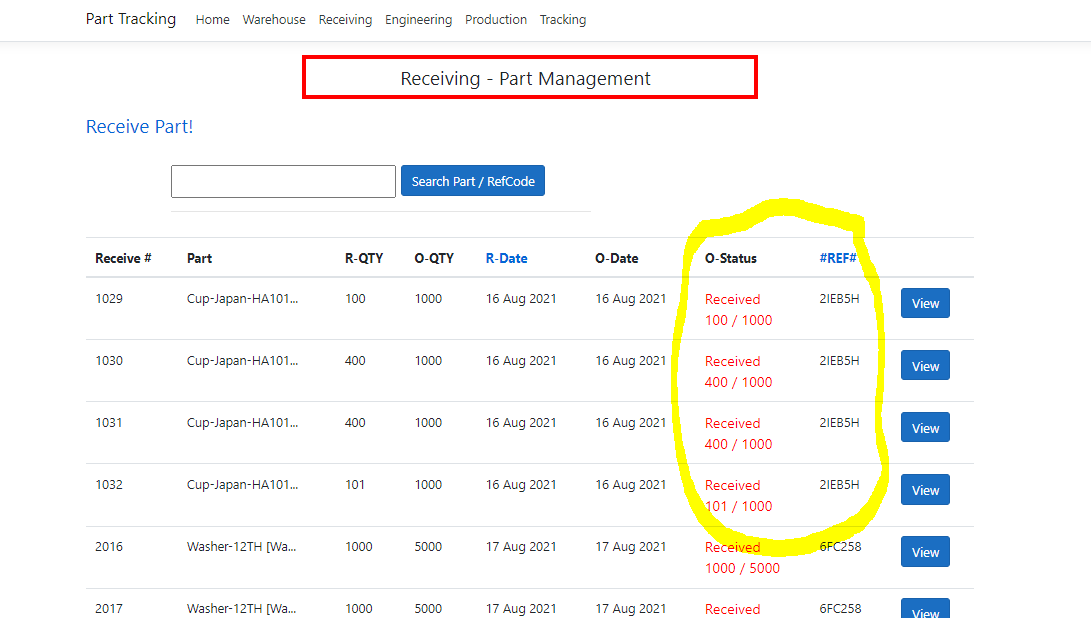 Part Tracking Home Warehouse Receiving Engineering Production Tracking
Receiving - Part Management
Receive Part!
Search Part / RefCode
Receive # Part R-QTY O-QTY R-Date O-Date O-Status #REF#
1029 Cup-Japan-HA101... 100 1000 16 Aug 2021 16 Aug 2021 Received 2IEB5H View
100 / 1000
1030 Cup-Japan-HA101... 400 1000 16 Aug 2021 16 Aug 2021 Received 2IEB5H View
400 / 1000
1031 Cup-Japan-HA101... 400 1000 16 Aug 2021 16 Aug 2021 Received 2IEB5H View
400 / 1000
1032 Cup-Japan-HA101... 101 1000 16 Aug 2021 16 Aug 2021 Received 2IEB5H View
101 / 1000
2016 Washer-12TH [Wa... 1000 5000 17 Aug 2021 17 Aug 2021 Received 6FC258 View
1000 / 5000
2017 Washer-12TH [Wa... 1000 5000 17 Aug 2021 17 Aug 2021 Received 6FC258 View